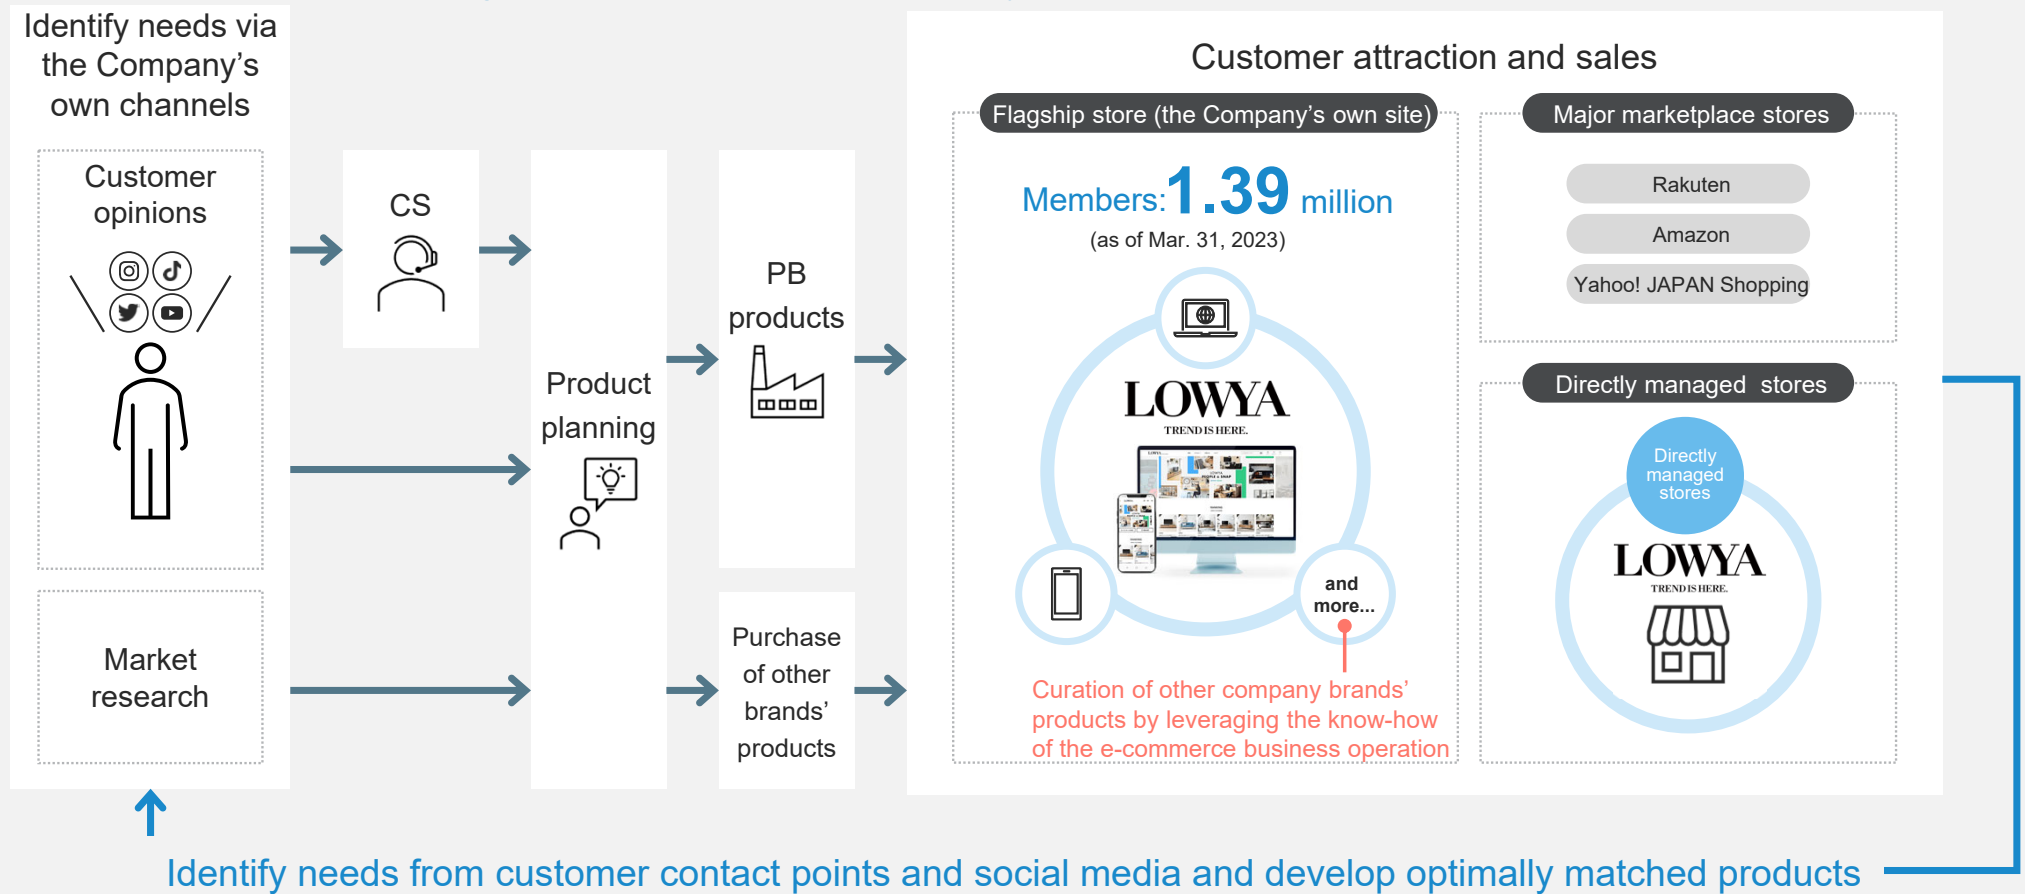 Identify needs via
the Company's
own channels
Customer
opinions
Market
research
CS
Product
planning
PB
products
Purchase
of other
brands'
products
Customer attraction and sales
Flagship store (the Company's own site)
Members: 1.39 million
(as of Mar. 31, 2023)
LOWYA
TREND IS HERE.
and
more...
Curation of other company brands'
products by leveraging the know-how
of the e-commerce business operation
Major marketplace stores
Rakuten
Amazon
Yahoo! JAPAN Shopping
Directly managed stores
Directly
managed
stores
LOWYA
TREND IS HERE.
Identify needs from customer contact points and social media and develop optimally matched products